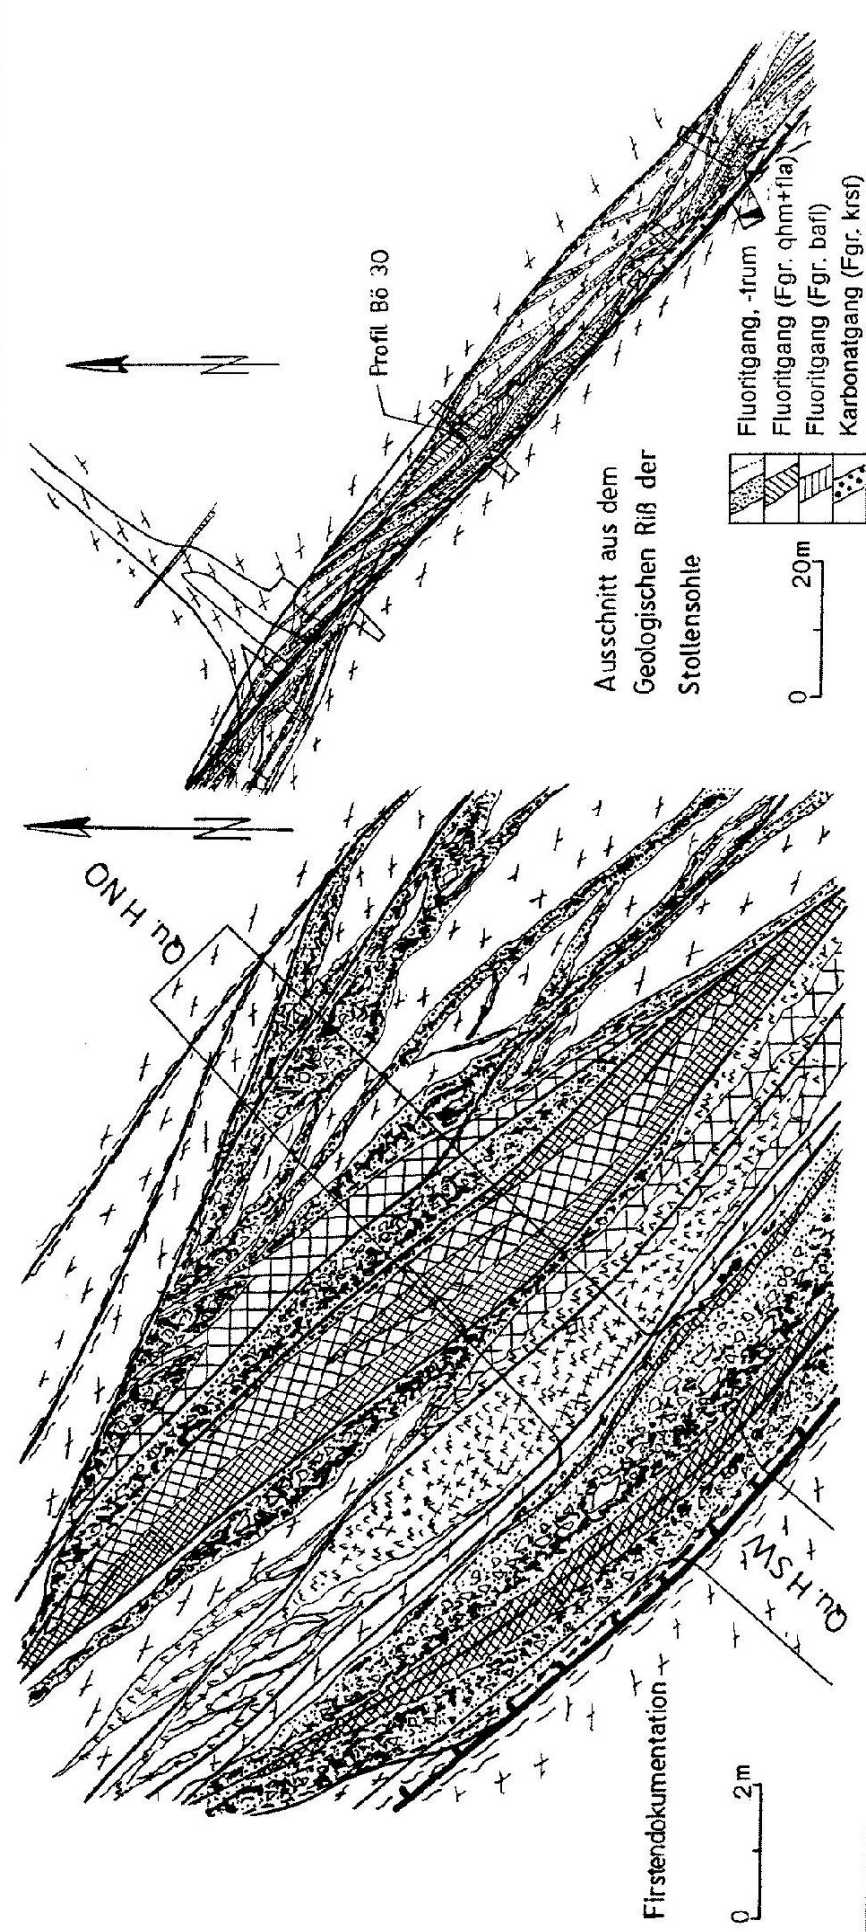 Profil Bö 30
N
Ausschnitt aus dem
Geologischen Riß der
Stollensohle
0 20m
Fluoritgang, -trum
Fluoritgang (Fgr. qhm+fla)
Fluoritgang (Fgr. bafl)
Karbonatgang (Fgr. krsf)
N
Qu. H NO
Qu. H SW
Firstendokumentation
0 2m